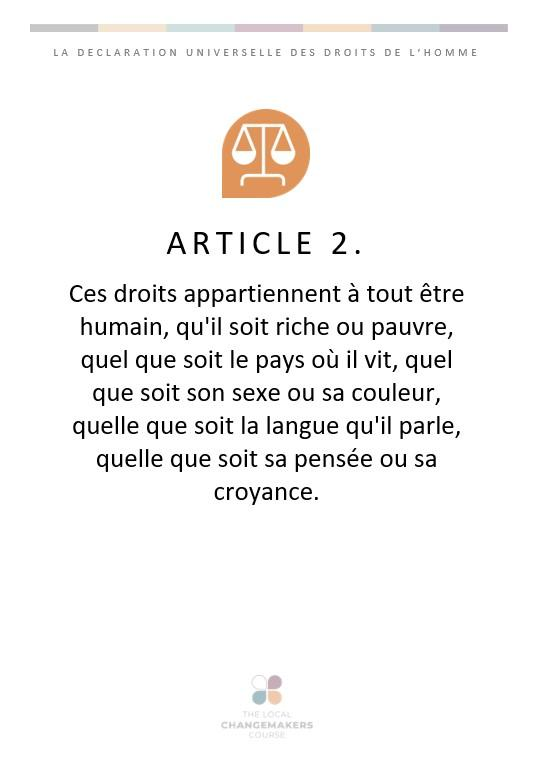 LA DECLARATION UNIVERSELLE DES DROITS DE L'HOMME
ARTICLE 2.
Ces droits appartiennent à tout être
humain, qu'il soit riche ou pauvre,
quel que soit le pays où il vit, quel
que soit son sexe ou sa couleur,
quelle que soit la langue qu'il parle,
quelle que soit sa pensée ou sa
croyance.
THE LOCAL
CHANGEMAKERS
COURSE